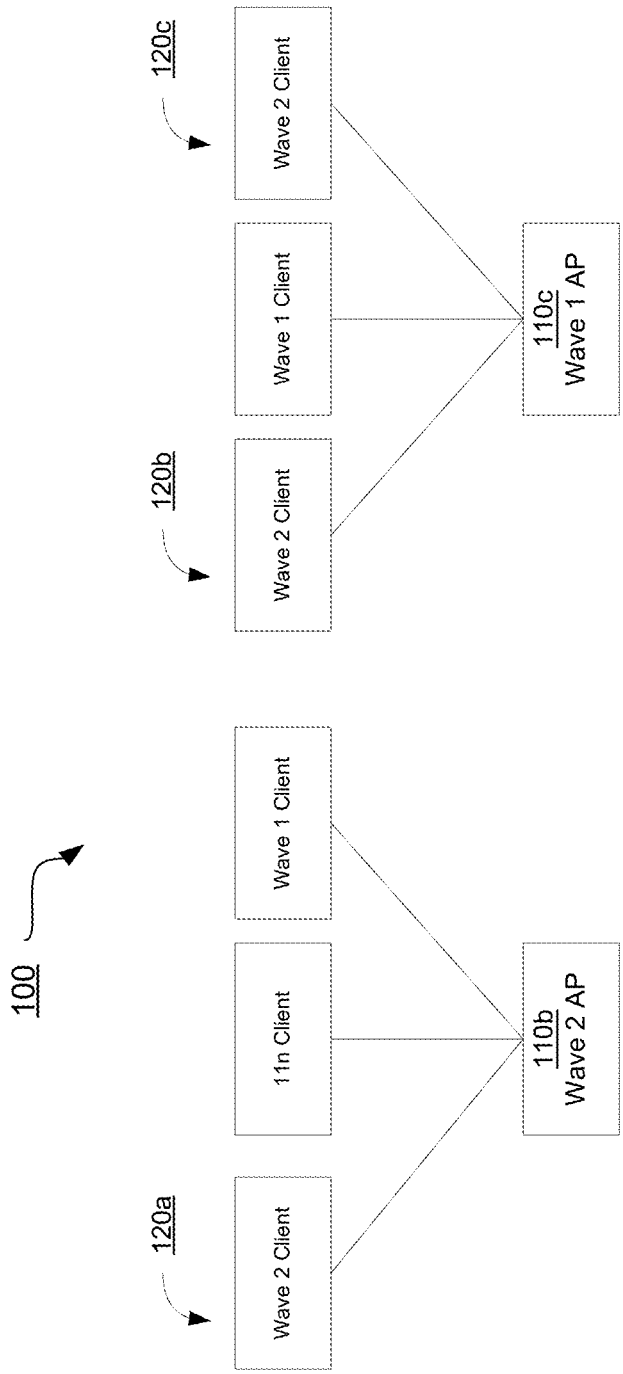 100
120a
120b
120c
Wave 2 Client
11n Client
Wave 1 Client
Wave 2 Client
Wave 1 Client
Wave 2 Client
110b
Wave 2 AP
110c
Wave 1 AP